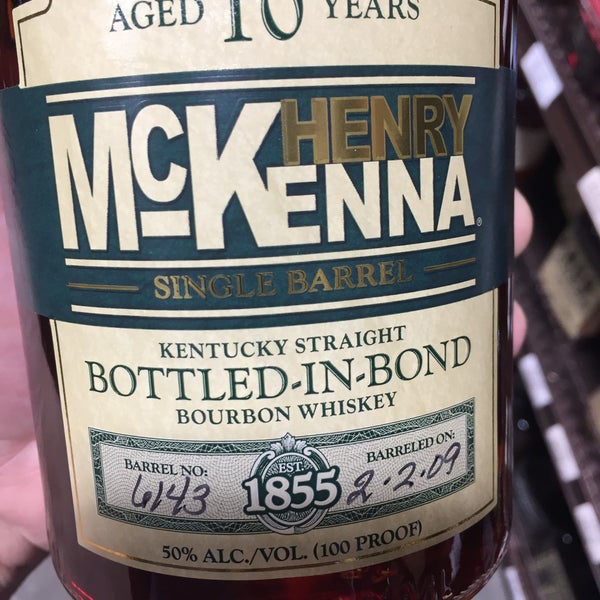 AGED 10 YEARS
HENRY
McKENNA®
SINGLE BARREL
KENTUCKY STRAIGHT
BOTTLED-IN-BOND
BOURBON WHISKEY
BARREL NO: 6143
EST. 1855
BARRELED ON: 2-2-09
50% ALC./VOL. (100 PROOF)